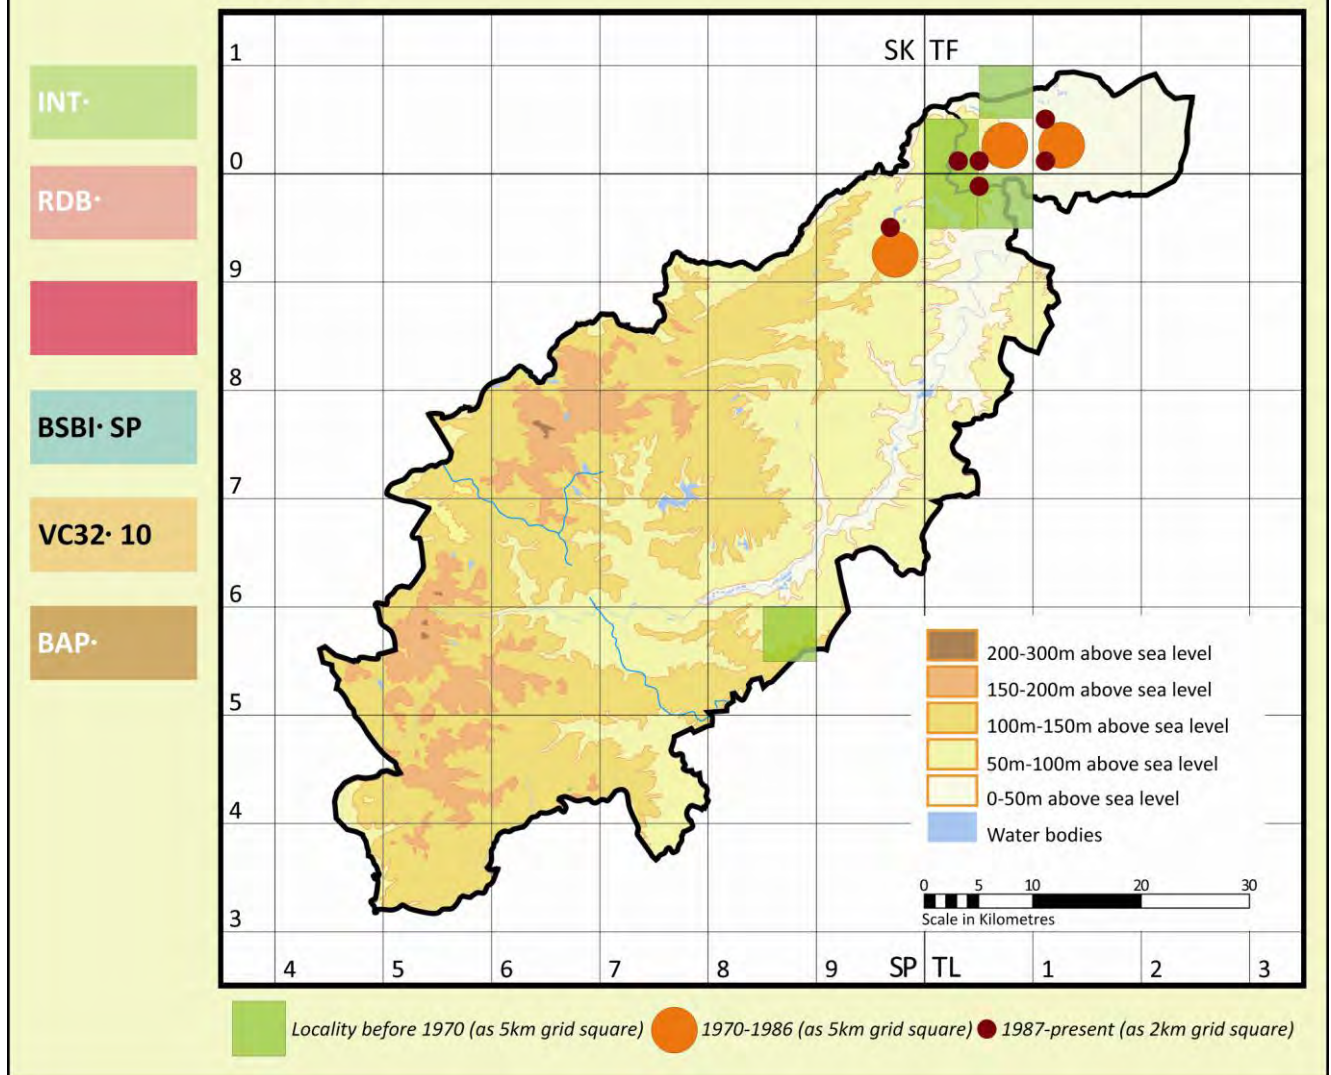 INT·
RDB·
BSBI· SP
VC32· 10
BAP·
SK TF
1
0
9
8
7
6
5
4
3
200-300m above sea level
150-200m above sea level
100m-150m above sea level
50m-100m above sea level
0-50m above sea level
Water bodies
0 5 10 20 30
Scale in Kilometres
4 5 6 7 8 9 SP TL 1 2 3
Locality before 1970 (as 5km grid square) 1970-1986 (as 5km grid square) 1987-present (as 2km grid square)